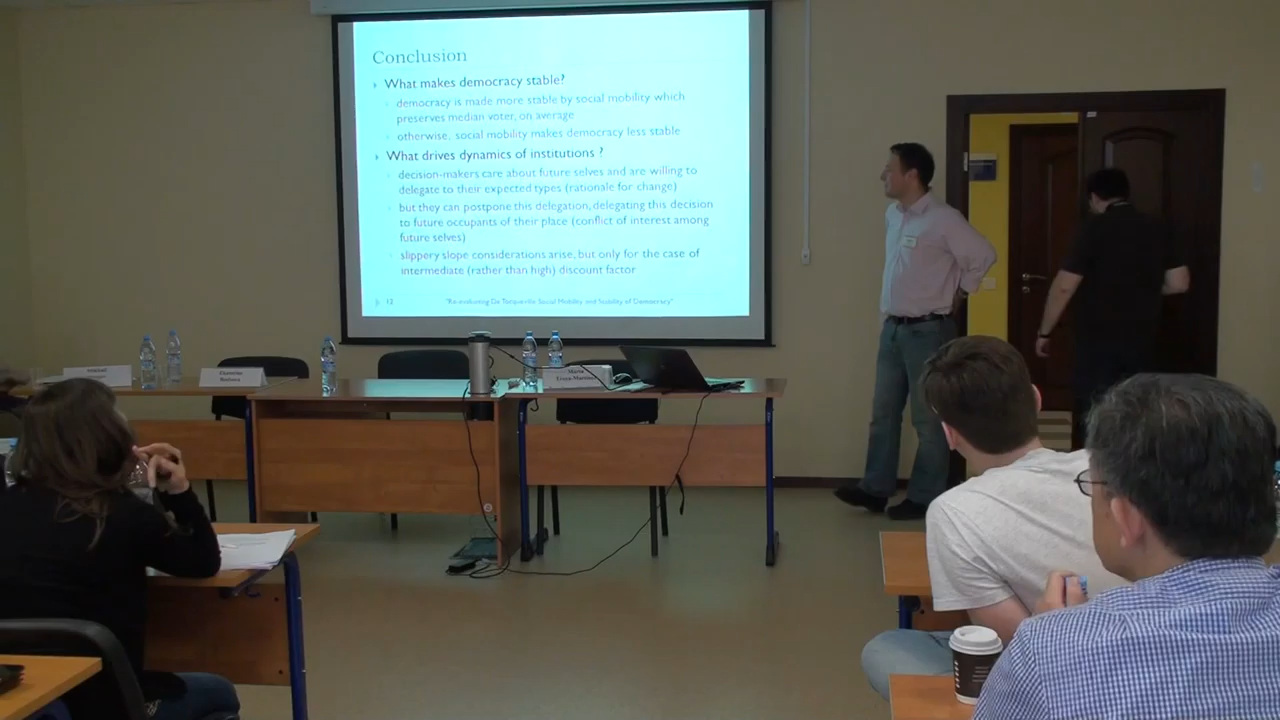 Conclusion
What makes democracy stable?
democracy is made more stable by social mobility which
preserves median voter, on average
otherwise, social mobility makes democracy less stable
What drives dynamics of institutions ?
decision-makers care about future selves and are willing to
delegate to their expected types (rationale for change)
but they can postpone this delegation, delegating this decision
to future occupants of their place (conflict of interest among
future selves)
slippery slope considerations arise, but only for the case of
intermediate (rather than high) discount factor
12 "Re-evaluating De Tocqueville: Social Mobility and Stability of Democracy"
Maria